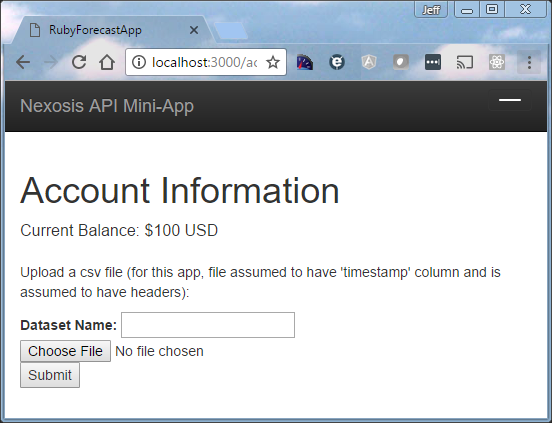 Jeff
RubyForecastApp
localhost:3000/ac
Nexosis API Mini-App
Account Information
Current Balance: $100 USD
Upload a csv file (for this app, file assumed to have 'timestamp' column and is
assumed to have headers):
Dataset Name:
Choose File No file chosen
Submit